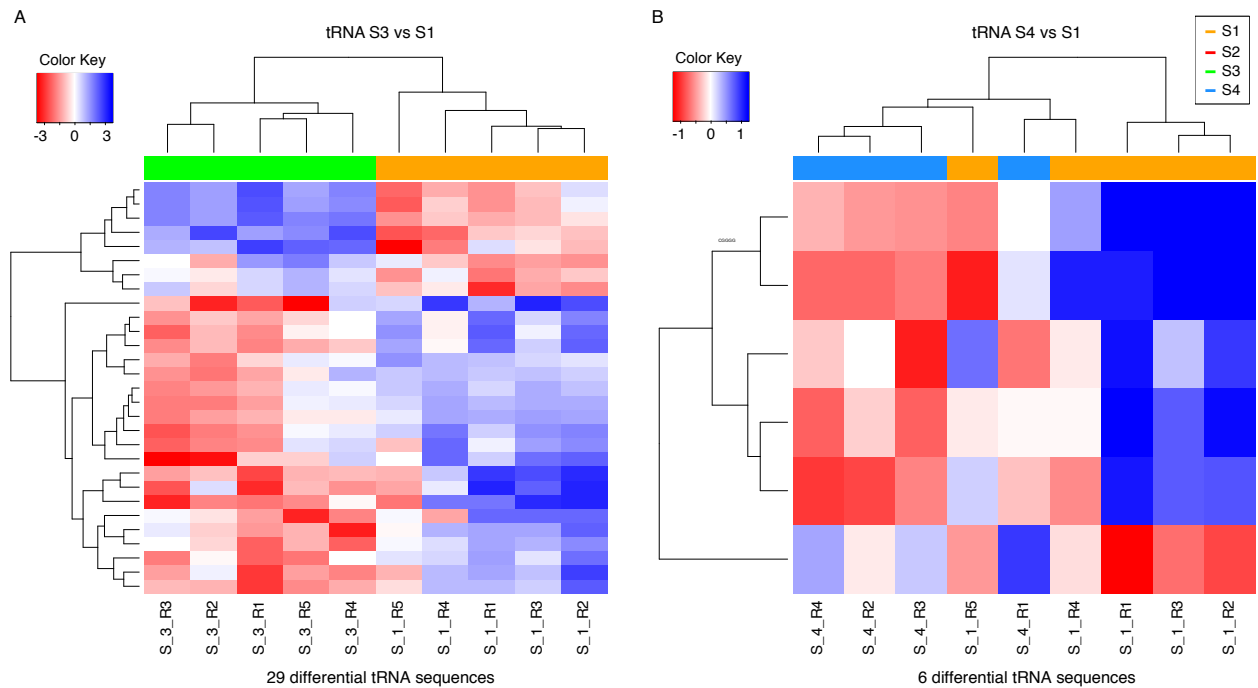 A
tRNA S3 vs S1
Color Key
-3 0 3
S_3_R3
S_3_R2
S_3_R1
S_3_R5
S_3_R4
S_1_R5
S_1_R4
S_1_R1
S_1_R3
S_1_R2
29 differential tRNA sequences
B
tRNA S4 vs S1
Color Key
-1 0 1
S1
S2
S3
S4
S_4_R4
S_4_R2
S_4_R3
S_1_R5
S_4_R1
S_1_R4
S_1_R1
S_1_R3
S_1_R2
6 differential tRNA sequences